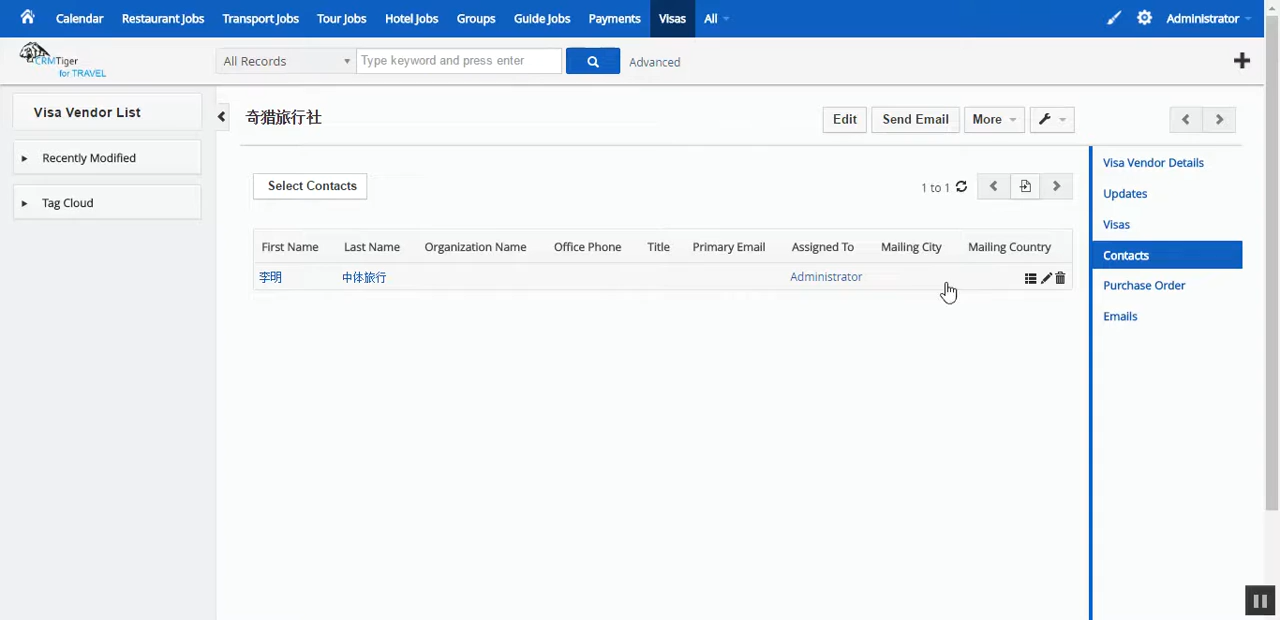 Calendar Restaurant Jobs Transport Jobs Tour Jobs Hotel Jobs Groups Guide Jobs Payments Visas All Administrator
CRMTiger
for TRAVEL
All Records Type keyword and press enter Advanced
Visa Vendor List
Recently Modified
Tag Cloud
奇猎旅行社
Edit Send Email More
Select Contacts
1 to 1
First Name Last Name Organization Name Office Phone Title Primary Email Assigned To Mailing City Mailing Country
李明 中体旅行 Administrator
Visa Vendor Details
Updates
Visas
Contacts
Purchase Order
Emails